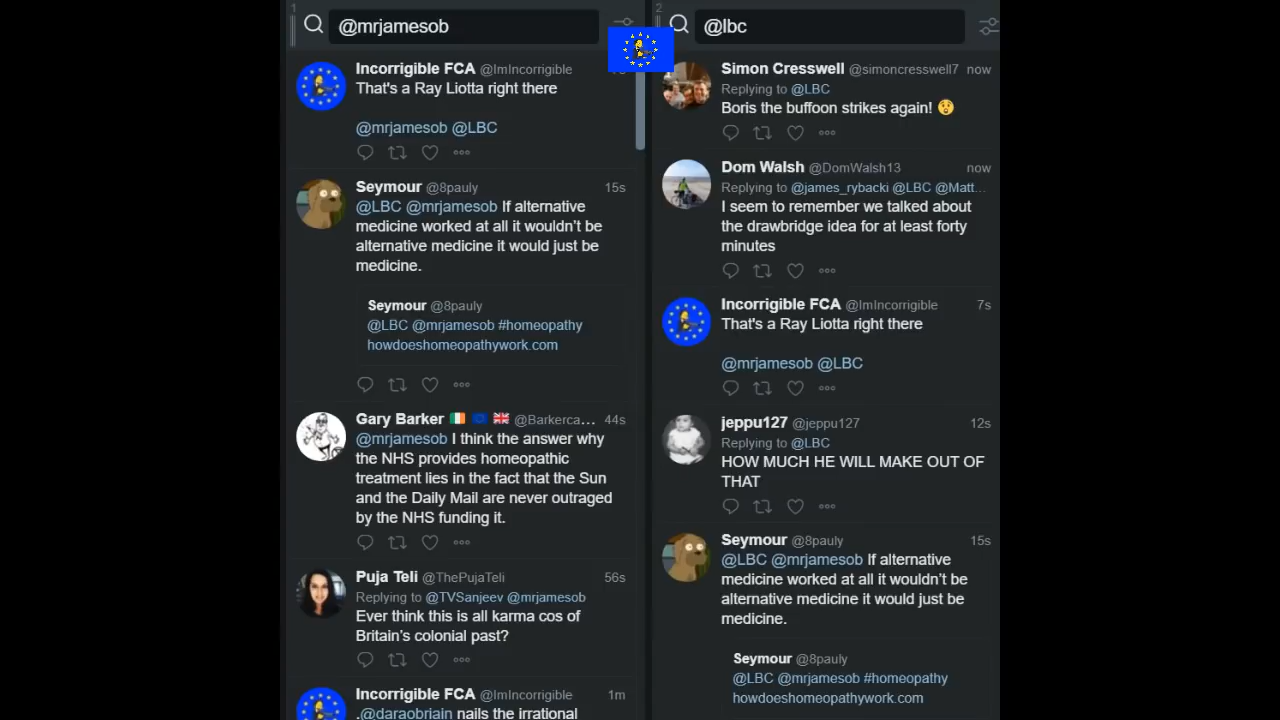 1
@mrjamesob
Incorrigible FCA @ImIncorrigible
That's a Ray Liotta right there
@mrjamesob @LBC
Seymour @8pauly 15s
@LBC @mrjamesob If alternative
medicine worked at all it wouldn't be
alternative medicine it would just be
medicine.
Seymour @8pauly
@LBC @mrjamesob #homeopathy
howdoeshomeopathywork.com
Gary Barker @Barkerca... 44s
@mrjamesob I think the answer why
the NHS provides homeopathic
treatment lies in the fact that the Sun
and the Daily Mail are never outraged
by the NHS funding it.
Puja Teli @ThePujaTeli 56s
Replying to @TVSanjeev @mrjamesob
Ever think this is all karma cos of
Britain's colonial past?
Incorrigible FCA @ImIncorrigible 1m
.@daraobriain nails the irrational
2
@lbc
Simon Cresswell @simoncresswell7 now
Replying to @LBC
Boris the buffoon strikes again! 😲
Dom Walsh @DomWalsh13 now
Replying to @james_rybacki @LBC @Matt...
I seem to remember we talked about
the drawbridge idea for at least forty
minutes
Incorrigible FCA @ImIncorrigible 7s
That's a Ray Liotta right there
@mrjamesob @LBC
jeppu127 @jeppu127 12s
Replying to @LBC
HOW MUCH HE WILL MAKE OUT OF
THAT
Seymour @8pauly 15s
@LBC @mrjamesob If alternative
medicine worked at all it wouldn't be
alternative medicine it would just be
medicine.
Seymour @8pauly
@LBC @mrjamesob #homeopathy
howdoeshomeopathywork.com